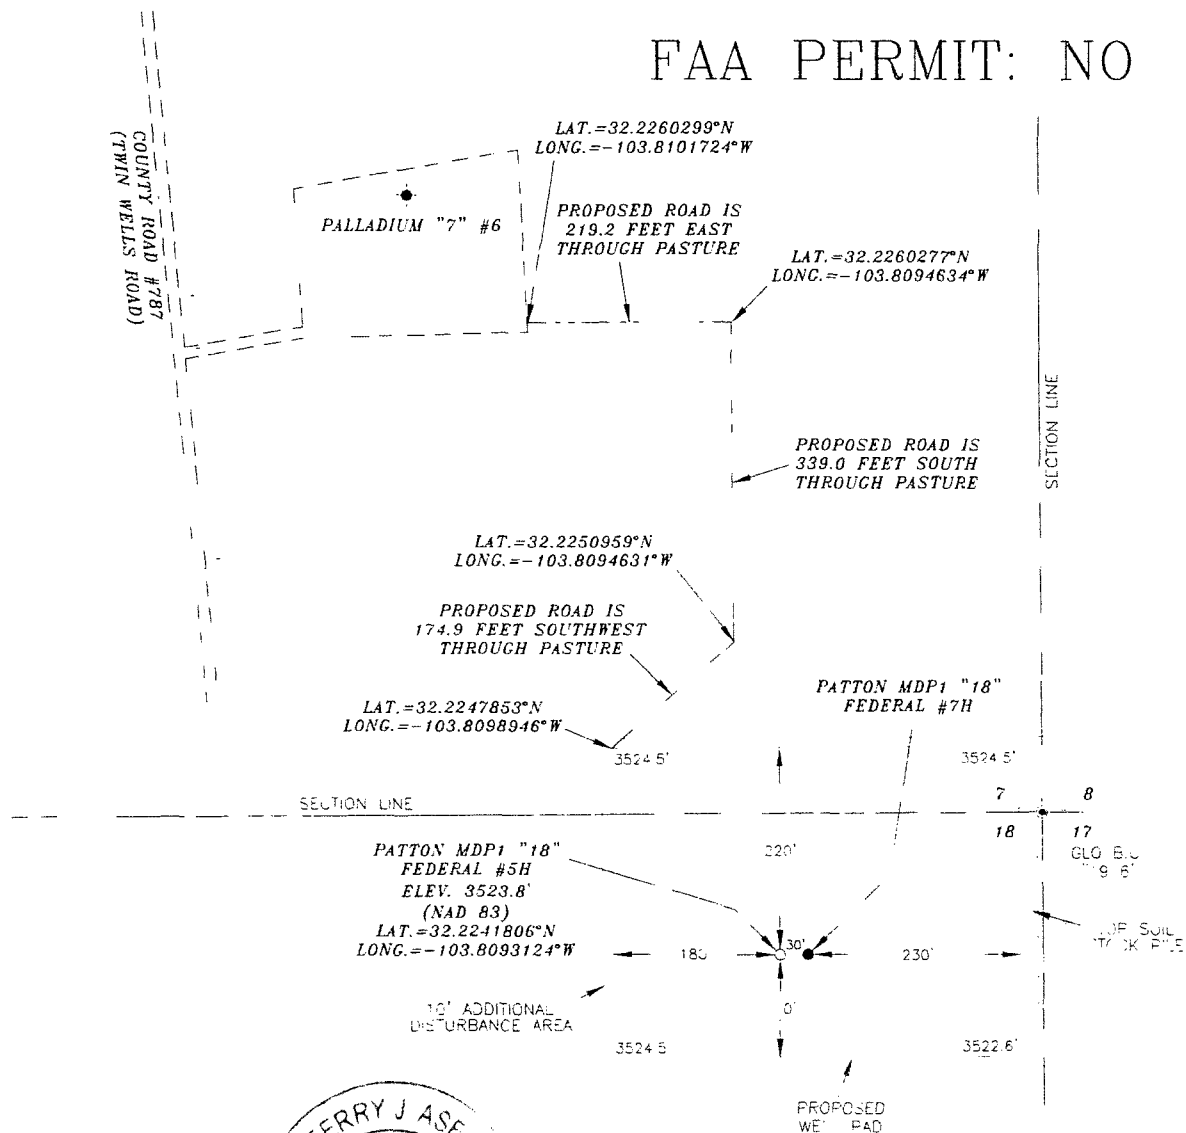 FAA PERMIT: NO
LAT.=32.2260299°N
LONG.=-103.8101724°W
COUNTY ROAD #787
(TWIN WELLS ROAD)
PALLADIUM "7" #6
PROPOSED ROAD IS
219.2 FEET EAST
THROUGH PASTURE
LAT.=32.2260277°N
LONG.=-103.8094634°W
SECTION LINE
PROPOSED ROAD IS
339.0 FEET SOUTH
THROUGH PASTURE
LAT.=32.2250959°N
LONG.=-103.8094631°W
PROPOSED ROAD IS
174.9 FEET SOUTHWEST
THROUGH PASTURE
PATTON MDP1 "18"
FEDERAL #7H
LAT.=32.2247853°N
LONG.=-103.8098946°W
3524.5'
3524.5'
SECTION LINE
7 8
18 17
GLO
220'
PATTON MDP1 "18"
FEDERAL #5H
ELEV. 3523.8'
(NAD 83)
LAT.=32.2241806°N
LONG.=-103.8093124°W
SOIL
180
30'
230'
10' ADDITIONAL
DISTURBANCE AREA
3524.5
3522.6'
PROPOSED
PAD
J